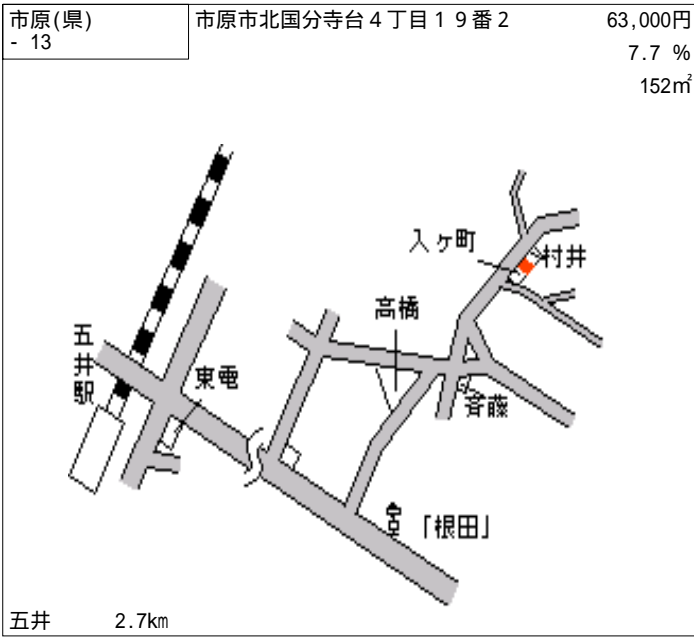 市原(県)
- 13
市原市北国分寺台４丁目１９番２
63,000円
7.7 %
152㎡
入ヶ町
村井
高橋
五井駅
東電
斉藤
「根田」
五井 2.7km